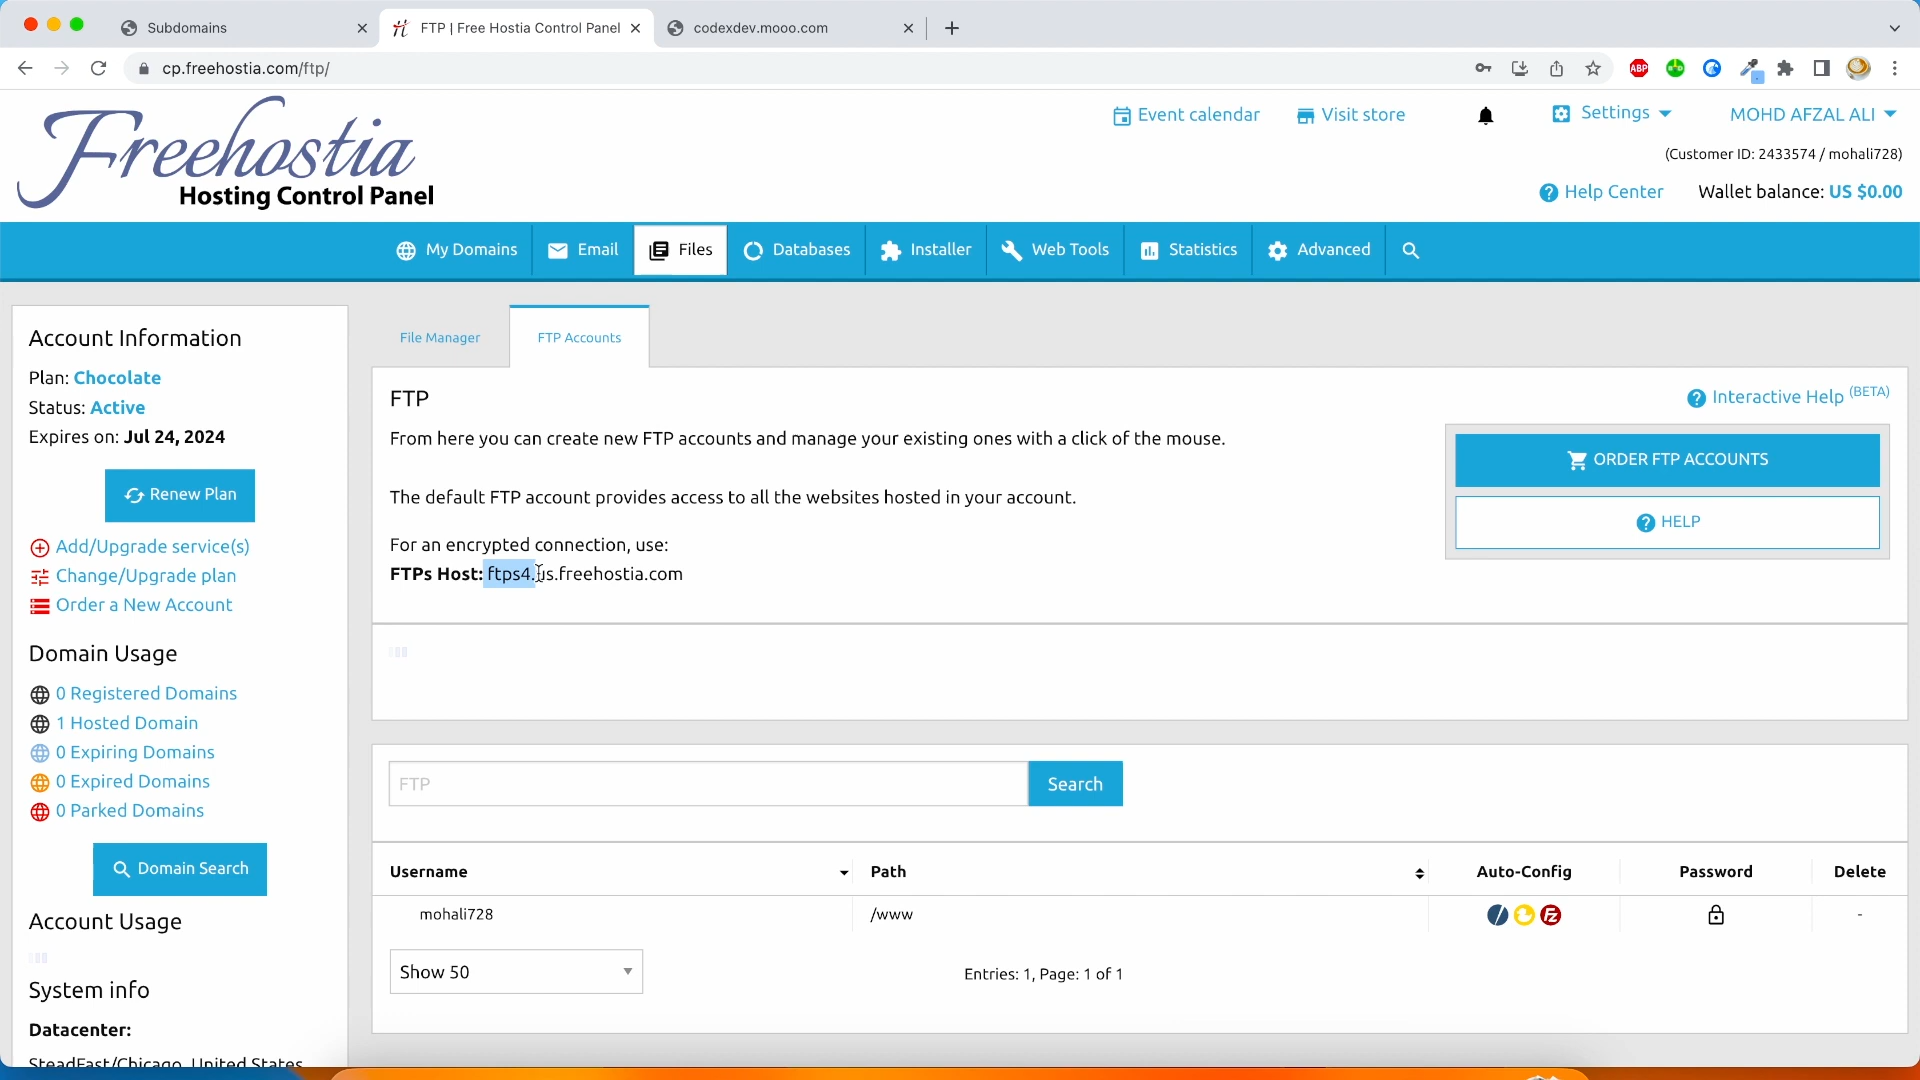 Subdomains
FTP | Free Hostia Control Panel
codexdev.mooo.com
cp.freehostia.com/ftp/
ABP
Freehostia
Hosting Control Panel
Event calendar
Visit store
Settings
MOHD AFZAL ALI
(Customer ID: 2433574 / mohali728)
Help Center
Wallet balance: US $0.00
My Domains
Email
Files
Databases
Installer
Web Tools
Statistics
Advanced
Account Information
Plan: Chocolate
Status: Active
Expires on: Jul 24, 2024
Renew Plan
Add/Upgrade service(s)
Change/Upgrade plan
Order a New Account
Domain Usage
0 Registered Domains
1 Hosted Domain
0 Expiring Domains
0 Expired Domains
0 Parked Domains
Domain Search
Account Usage
System info
Datacenter:
SteadFast/Chicago, United States
File Manager
FTP Accounts
FTP
Interactive Help (BETA)
From here you can create new FTP accounts and manage your existing ones with a click of the mouse.
The default FTP account provides access to all the websites hosted in your account.
For an encrypted connection, use:
FTPs Host: ftps4.us.freehostia.com
ORDER FTP ACCOUNTS
HELP
FTP
Search
Username
Path
Auto-Config
Password
Delete
mohali728
/www
-
Show 50
Entries: 1, Page: 1 of 1